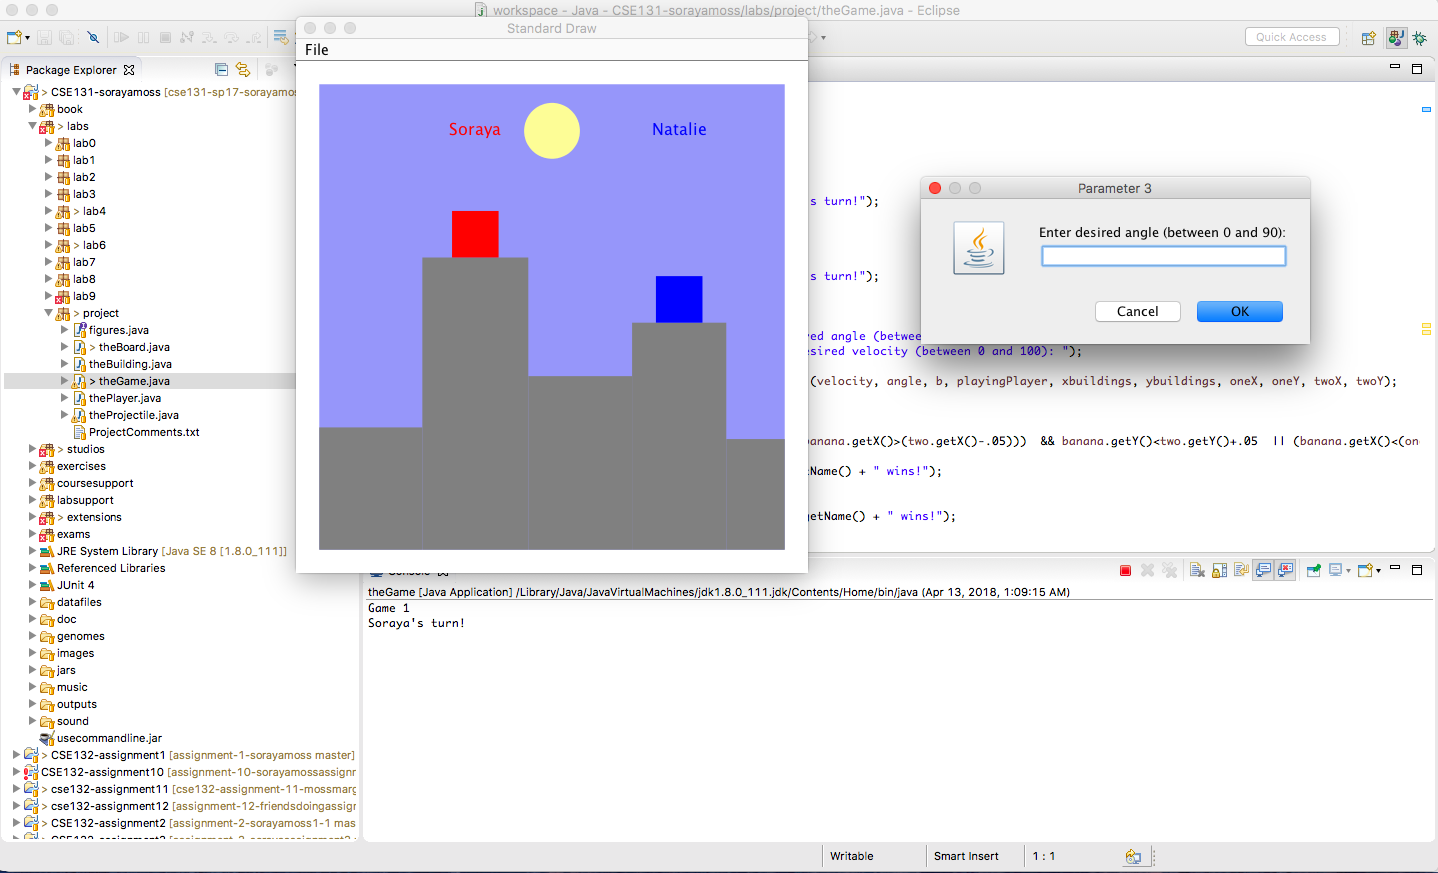 workspace - Java - CSE131-sorayamoss/labs/project/theGame.java - Eclipse
Standard Draw
File
Quick Access
Package Explorer
> CSE131-sorayamoss [cse131-sp17-sorayamos
book
> labs
lab0
lab1
lab2
lab3
> lab4
lab5
> lab6
lab7
lab8
lab9
> project
figures.java
> theBoard.java
theBuilding.java
> theGame.java
thePlayer.java
theProjectile.java
ProjectComments.txt
> studios
exercises
coursesupport
labsupport
> extensions
exams
JRE System Library [Java SE 8 [1.8.0_111]]
Referenced Libraries
JUnit 4
datafiles
doc
genomes
images
jars
music
outputs
sound
usecommandline.jar
> CSE132-assignment1 [assignment-1-sorayamoss master]
CSE132-assignment10 [assignment-10-sorayamossassignr
> cse132-assignment11 [cse132-assignment-11-mossmarg
> cse132-assignment12 [assignment-12-friendsdoingassigr
> CSE132-assignment2 [assignment-2-sorayamoss1-1 mas
Soraya
Natalie
s turn!");
s turn!");
ed angle (betwee
esired velocity (between 0 and 100): ");
(velocity, angle, b, playingPlayer, xbuildings, ybuildings, oneX, oneY, twoX, twoY);
banana.getX()>(two.getX()-.05))) && banana.getY()<two.getY()+.05 || (banana.getX()<(on
Name() + " wins!");
getName() + " wins!");
Parameter 3
Enter desired angle (between 0 and 90):
Cancel
OK
theGame [Java Application] /Library/Java/JavaVirtualMachines/jdk1.8.0_111.jdk/Contents/Home/bin/java (Apr 13, 2018, 1:09:15 AM)
Game 1
Soraya's turn!
Writable
Smart Insert
1 : 1